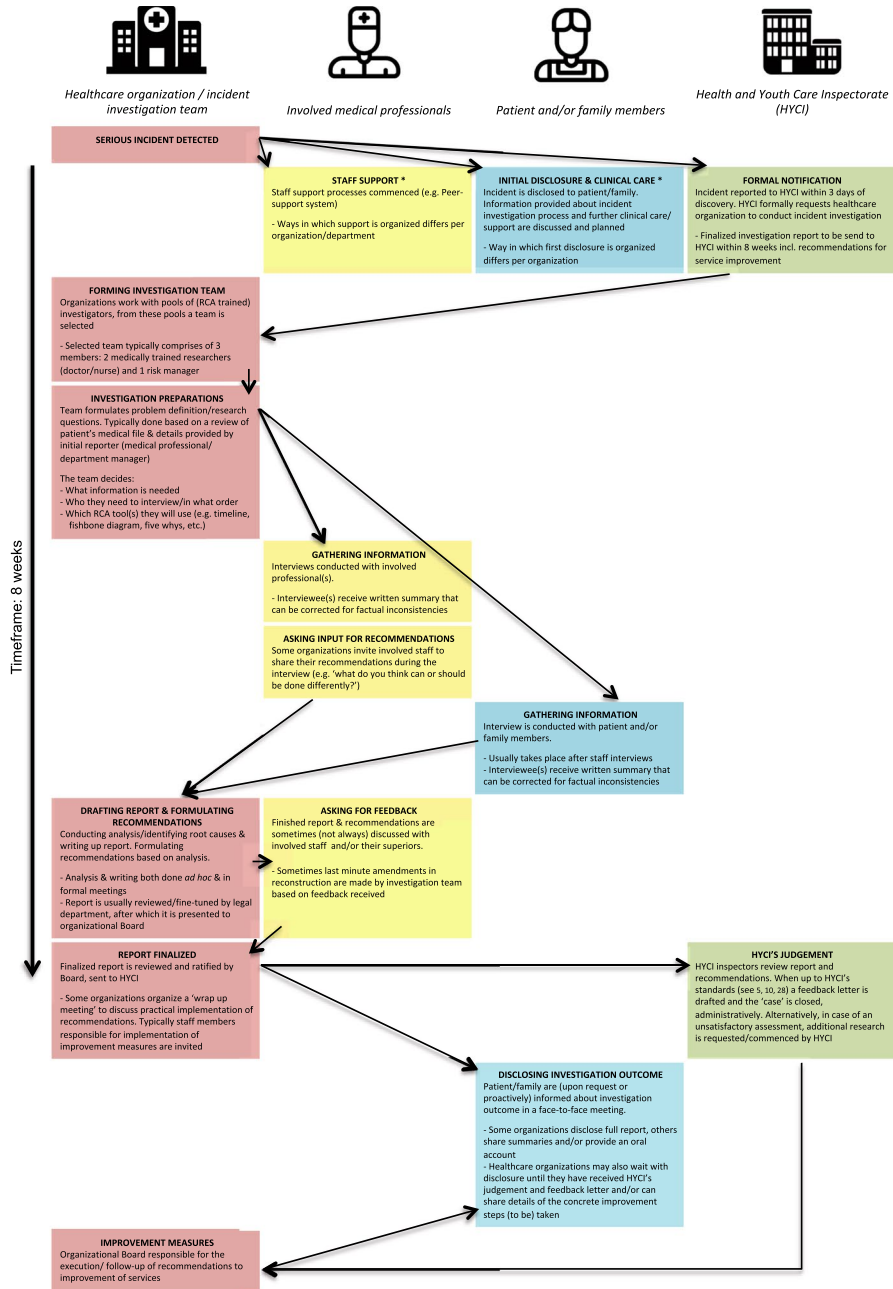 Healthcare organization / incident
investigation team
Involved medical professionals
Patient and/or family members
Health and Youth Care Inspectorate
(HYCI)
Timeframe: 8 weeks
SERIOUS INCIDENT DETECTED
STAFF SUPPORT *
Staff support processes commenced (e.g. Peer-
support system)
- Ways in which support is organized differs per
organization/department
INITIAL DISCLOSURE & CLINICAL CARE *
Incident is disclosed to patient/family.
Information provided about incident
investigation process and further clinical care/
support are discussed and planned
- Way in which first disclosure is organized
differs per organization
FORMAL NOTIFICATION
Incident reported to HYCI within 3 days of
discovery. HYCI formally requests healthcare
organization to conduct incident investigation
- Finalized investigation report to be send to
HYCI within 8 weeks incl. recommendations for
service improvement
FORMING INVESTIGATION TEAM
Organizations work with pools of (RCA trained)
investigators, from these pools a team is
selected
- Selected team typically comprises of 3
members: 2 medically trained researchers
(doctor/nurse) and 1 risk manager
INVESTIGATION PREPARATIONS
Team formulates problem definition/research
questions. Typically done based on a review of
patient's medical file & details provided by
initial reporter (medical professional/
department manager)
The team decides:
- What information is needed
- Who they need to interview/in what order
- Which RCA tool(s) they will use (e.g. timeline,
fishbone diagram, five whys, etc.)
GATHERING INFORMATION
Interviews conducted with involved
professional(s).
- Interviewee(s) receive written summary that
can be corrected for factual inconsistencies
ASKING INPUT FOR RECOMMENDATIONS
Some organizations invite involved staff to
share their recommendations during the
interview (e.g. 'what do you think can or should
be done differently?')
GATHERING INFORMATION
Interview is conducted with patient and/or
family members.
- Usually takes place after staff interviews
- Interviewee(s) receive written summary that
can be corrected for factual inconsistencies
DRAFTING REPORT & FORMULATING
RECOMMENDATIONS
Conducting analysis/identifying root causes &
writing up report. Formulating
recommendations based on analysis.
- Analysis & writing both done ad hoc & in
formal meetings
- Report is usually reviewed/fine-tuned by legal
department, after which it is presented to
organizational Board
ASKING FOR FEEDBACK
Finished report & recommendations are
sometimes (not always) discussed with
involved staff and/or their superiors.
- Sometimes last minute amendments in
reconstruction are made by investigation team
based on feedback received
REPORT FINALIZED
Finalized report is reviewed and ratified by
Board, sent to HYCI
- Some organizations organize a 'wrap up
meeting' to discuss practical implementation of
recommendations. Typically staff members
responsible for implementation of
improvement measures are invited
HYCI'S JUDGEMENT
HYCI inspectors review report and
recommendations. When up to HYCI's
standards (see 5, 10, 28) a feedback letter is
drafted and the 'case' is closed,
administratively. Alternatively, in case of an
unsatisfactory assessment, additional research
is requested/commenced by HYCI
DISCLOSING INVESTIGATION OUTCOME
Patient/family are (upon request or
proactively) informed about investigation
outcome in a face-to-face meeting.
- Some organizations disclose full report, others
share summaries and/or provide an oral
account
- Healthcare organizations may also wait with
disclosure until they have received HYCI's
judgement and feedback letter and/or can
share details of the concrete improvement
steps (to be) taken
IMPROVEMENT MEASURES
Organizational Board responsible for the
execution/ follow-up of recommendations to
improvement of services